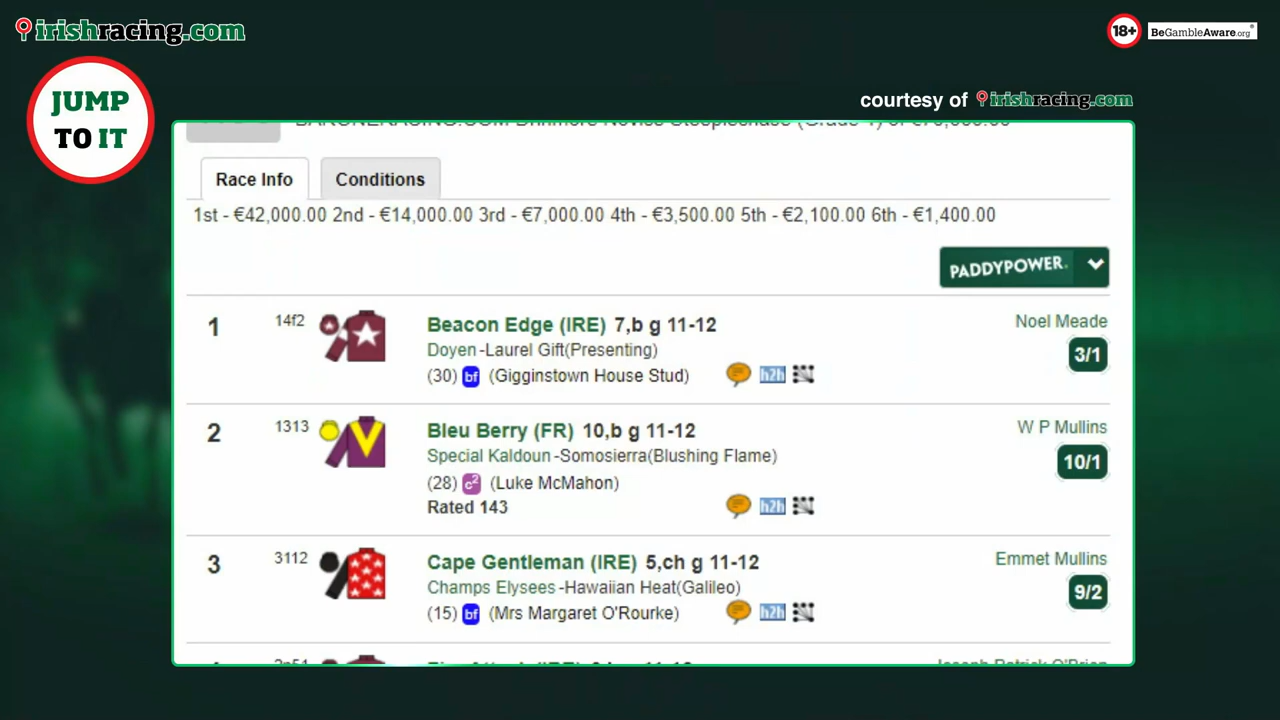 irishracing.com
18+
BeGambleAware.org®
JUMP
TO IT
courtesy of irishracing.com
Race Info
Conditions
1st - €42,000.00 2nd - €14,000.00 3rd - €7,000.00 4th - €3,500.00 5th - €2,100.00 6th - €1,400.00
PADDYPOWER.
1 14f2 Beacon Edge (IRE) 7,b g 11-12 Noel Meade
Doyen -Laurel Gift(Presenting) 3/1
(30) bf (Gigginstown House Stud) h2h
2 1313 Bleu Berry (FR) 10,b g 11-12 W P Mullins
Special Kaldoun -Somosierra(Blushing Flame) 10/1
(28) c2 (Luke McMahon)
Rated 143 h2h
3 3112 Cape Gentleman (IRE) 5,ch g 11-12 Emmet Mullins
Champs Elysees -Hawaiian Heat(Galileo) 9/2
(15) bf (Mrs Margaret O'Rourke) h2h